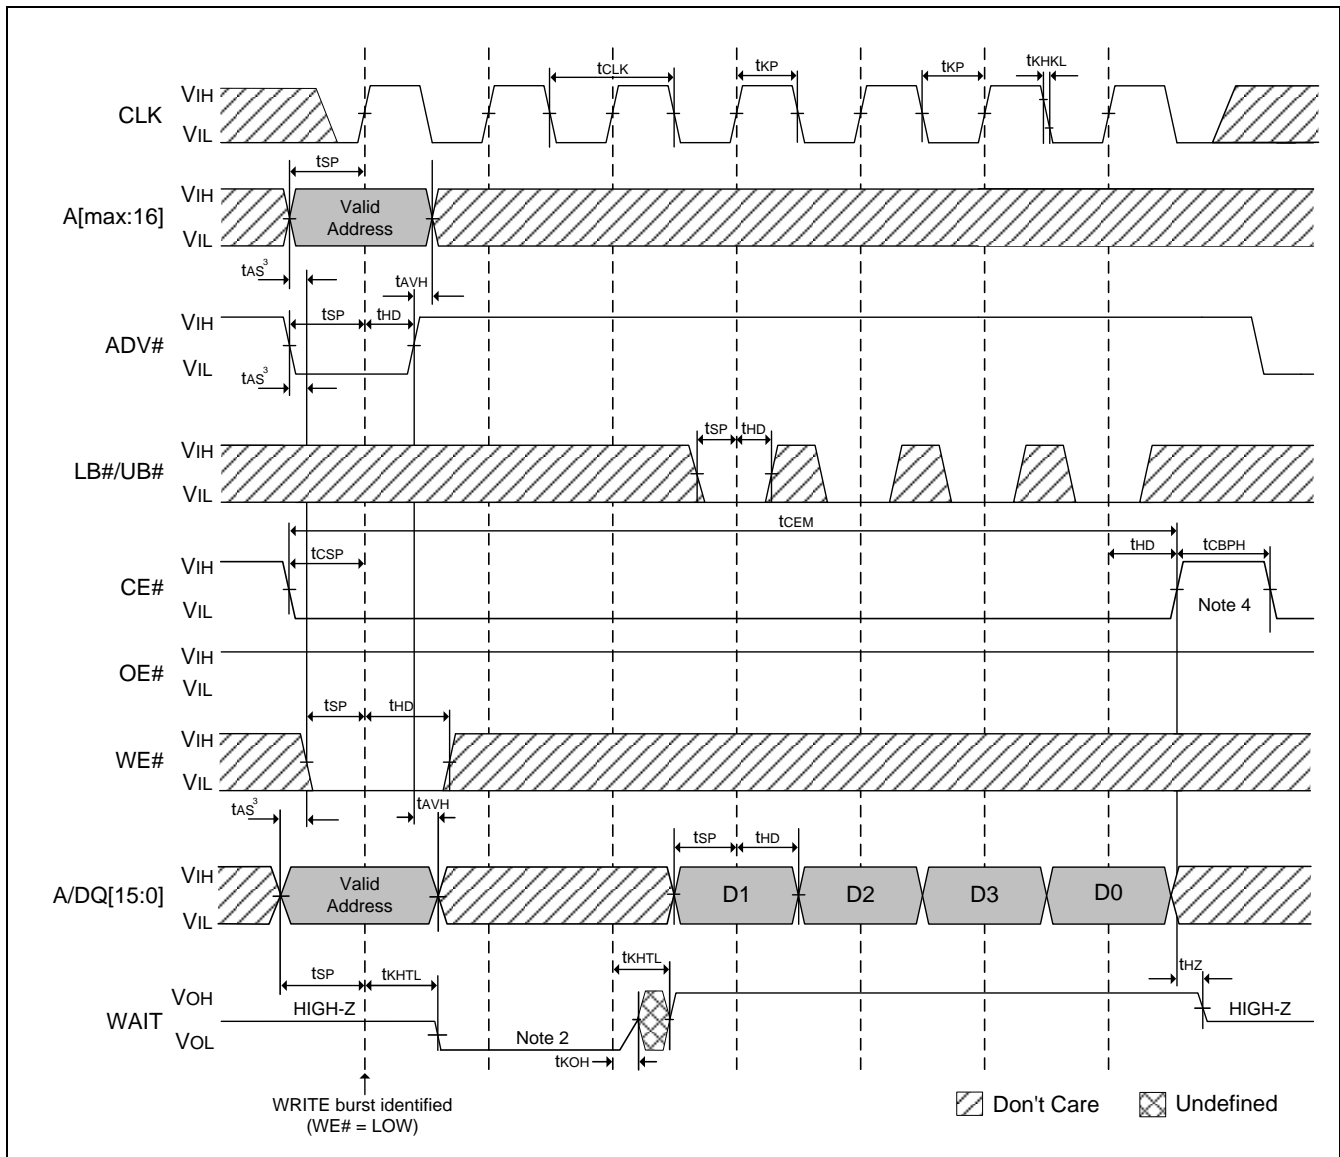 tCLK tKP tKP tKHKL
CLK VIH
VIL
tSP
A[max:16] VIH
VIL
Valid
Address
tAS³ tAVH
tSP tHD
ADV# VIH
VIL
tAS³
tSP tHD
LB#/UB# VIH
VIL
tCEM
tCSP tHD tCBPH
CE# VIH
VIL
Note 4
OE# VIH
VIL
tSP tHD
WE# VIH
VIL
tAS³ tAVH
tSP tHD
A/DQ[15:0] VIH
VIL
Valid
Address
D1 D2 D3 D0
tSP tKHTL tKHTL tHZ
WAIT VOH
VOL
HIGH-Z Note 2 HIGH-Z
tKOH
WRITE burst identified
(WE# = LOW)
Don't Care Undefined